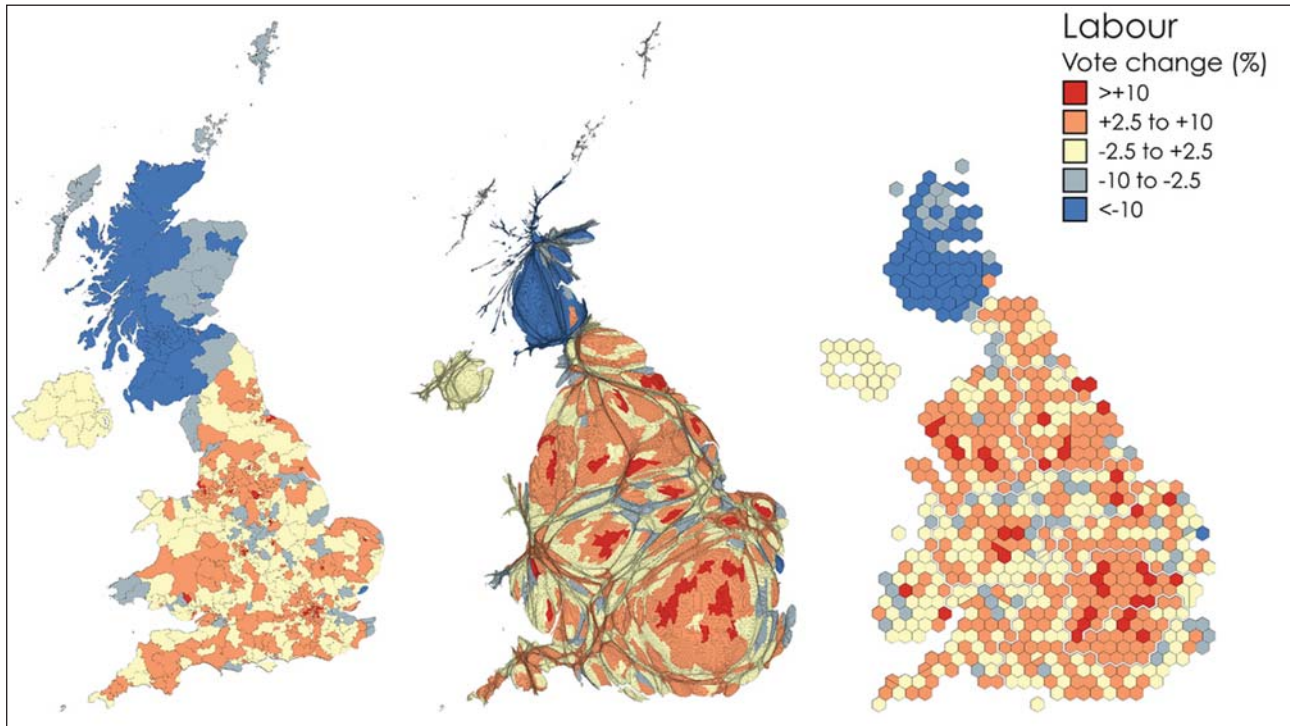 Labour
Vote change (%)
>+10
+2.5 to +10
-2.5 to +2.5
-10 to -2.5
<-10